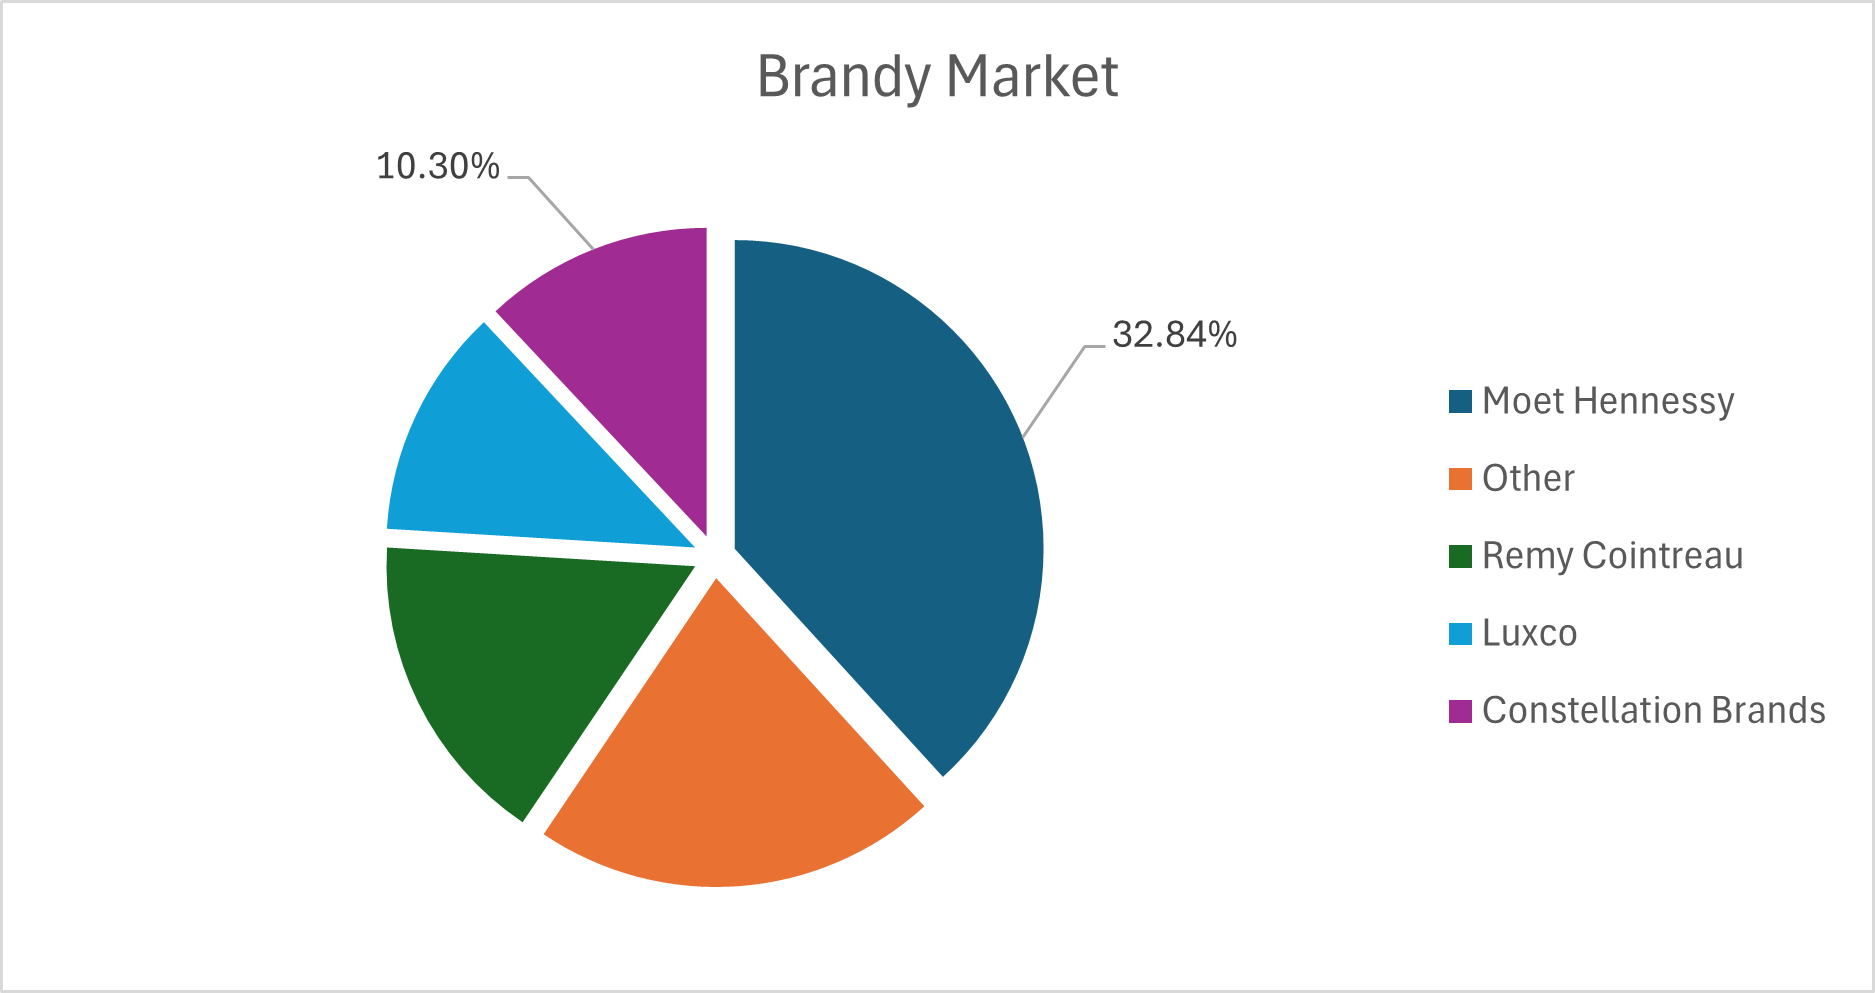 Brandy Market
10.30%
32.84%
Moet Hennessy
Other
Remy Cointreau
Luxco
Constellation Brands